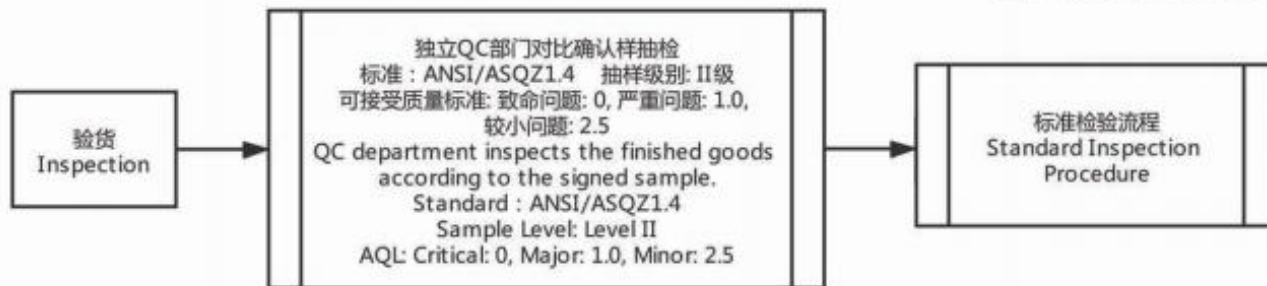 验货
Inspection
独立QC部门对比确认样抽检
标准：ANSI/ASQZ1.4 抽样级别: II级
可接受质量标准: 致命问题: 0, 严重问题: 1.0,
较小问题: 2.5
QC department inspects the finished goods
according to the signed sample.
Standard：ANSI/ASQZ1.4
Sample Level: Level II
AQL: Critical: 0, Major: 1.0, Minor: 2.5
标准检验流程
Standard Inspection
Procedure